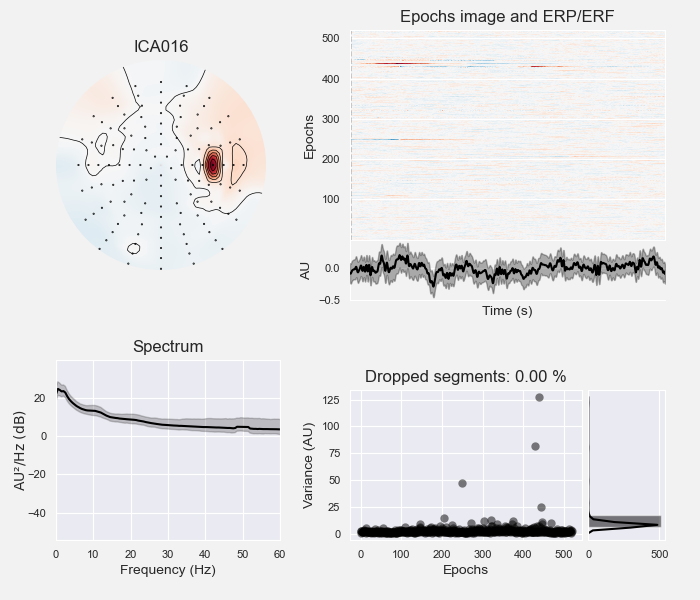 ICA016
Epochs image and ERP/ERF
Epochs
500
400
300
200
100
AU
0.0
−0.5
Time (s)
Spectrum
AU²/Hz (dB)
20
0
−20
−40
0 10 20 30 40 50 60
Frequency (Hz)
Dropped segments: 0.00 %
Variance (AU)
125
100
75
50
25
0
0 100 200 300 400 500
Epochs
0 500